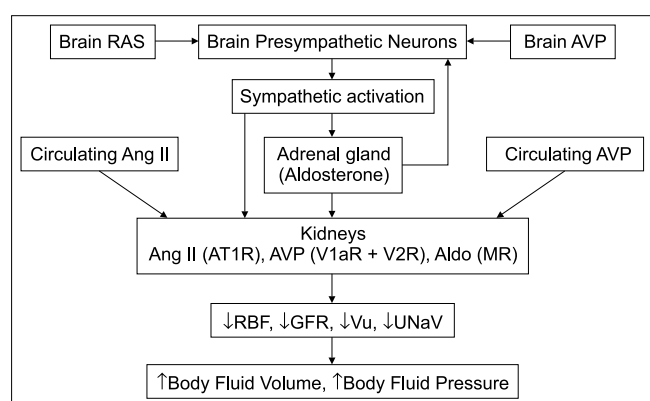 Brain RAS
Brain Presympathetic Neurons
Brain AVP
Sympathetic activation
Circulating Ang II
Adrenal gland
(Aldosterone)
Circulating AVP
Kidneys
Ang II (AT1R), AVP (V1aR + V2R), Aldo (MR)
↓RBF, ↓GFR, ↓Vu, ↓UNaV
↑Body Fluid Volume, ↑Body Fluid Pressure